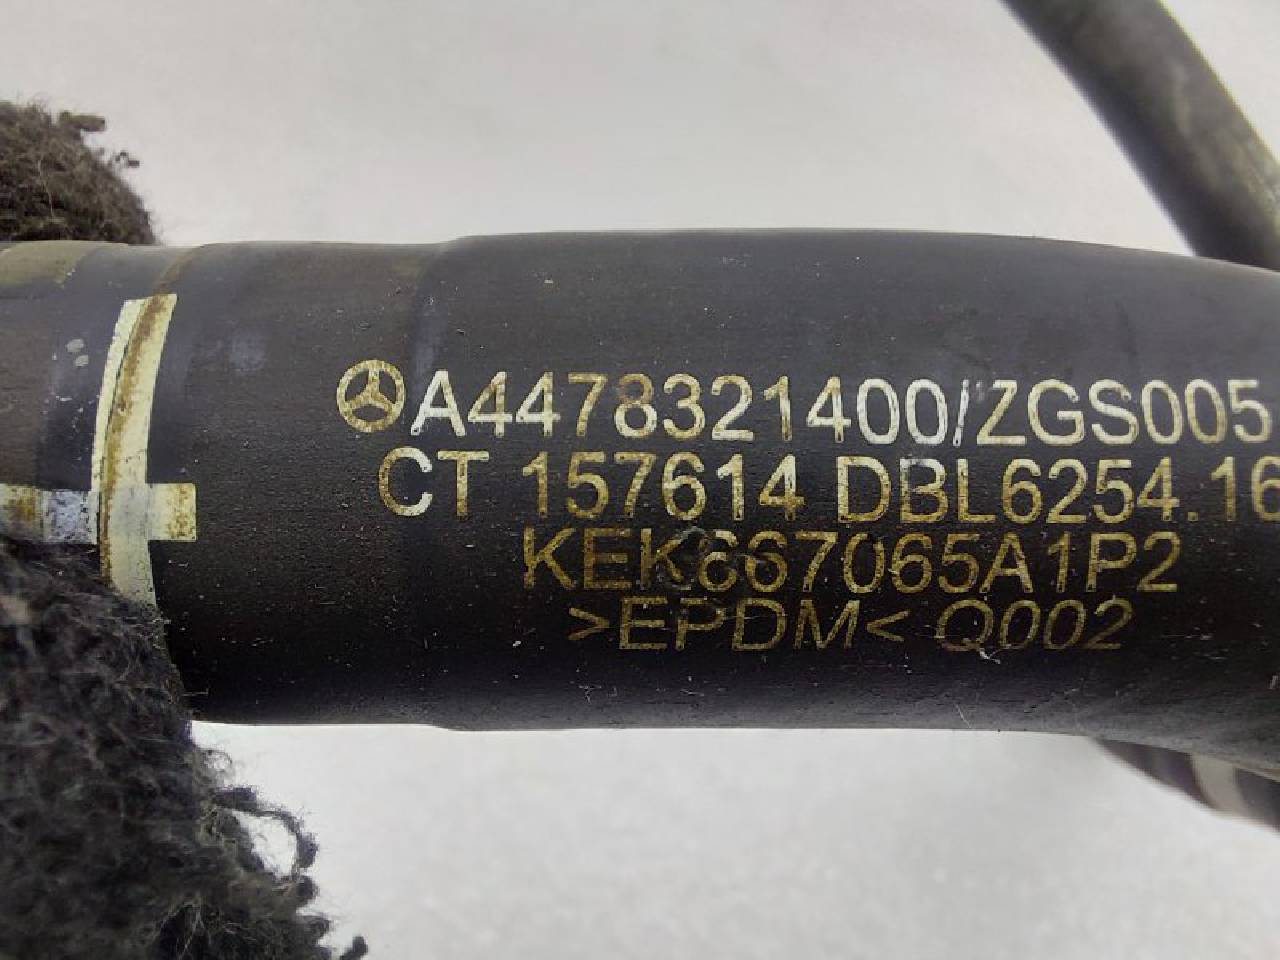 A4478321400/ZGS005
CT 157614 DBL6254.16
KEK667065A1P2
>EPDM< Q002